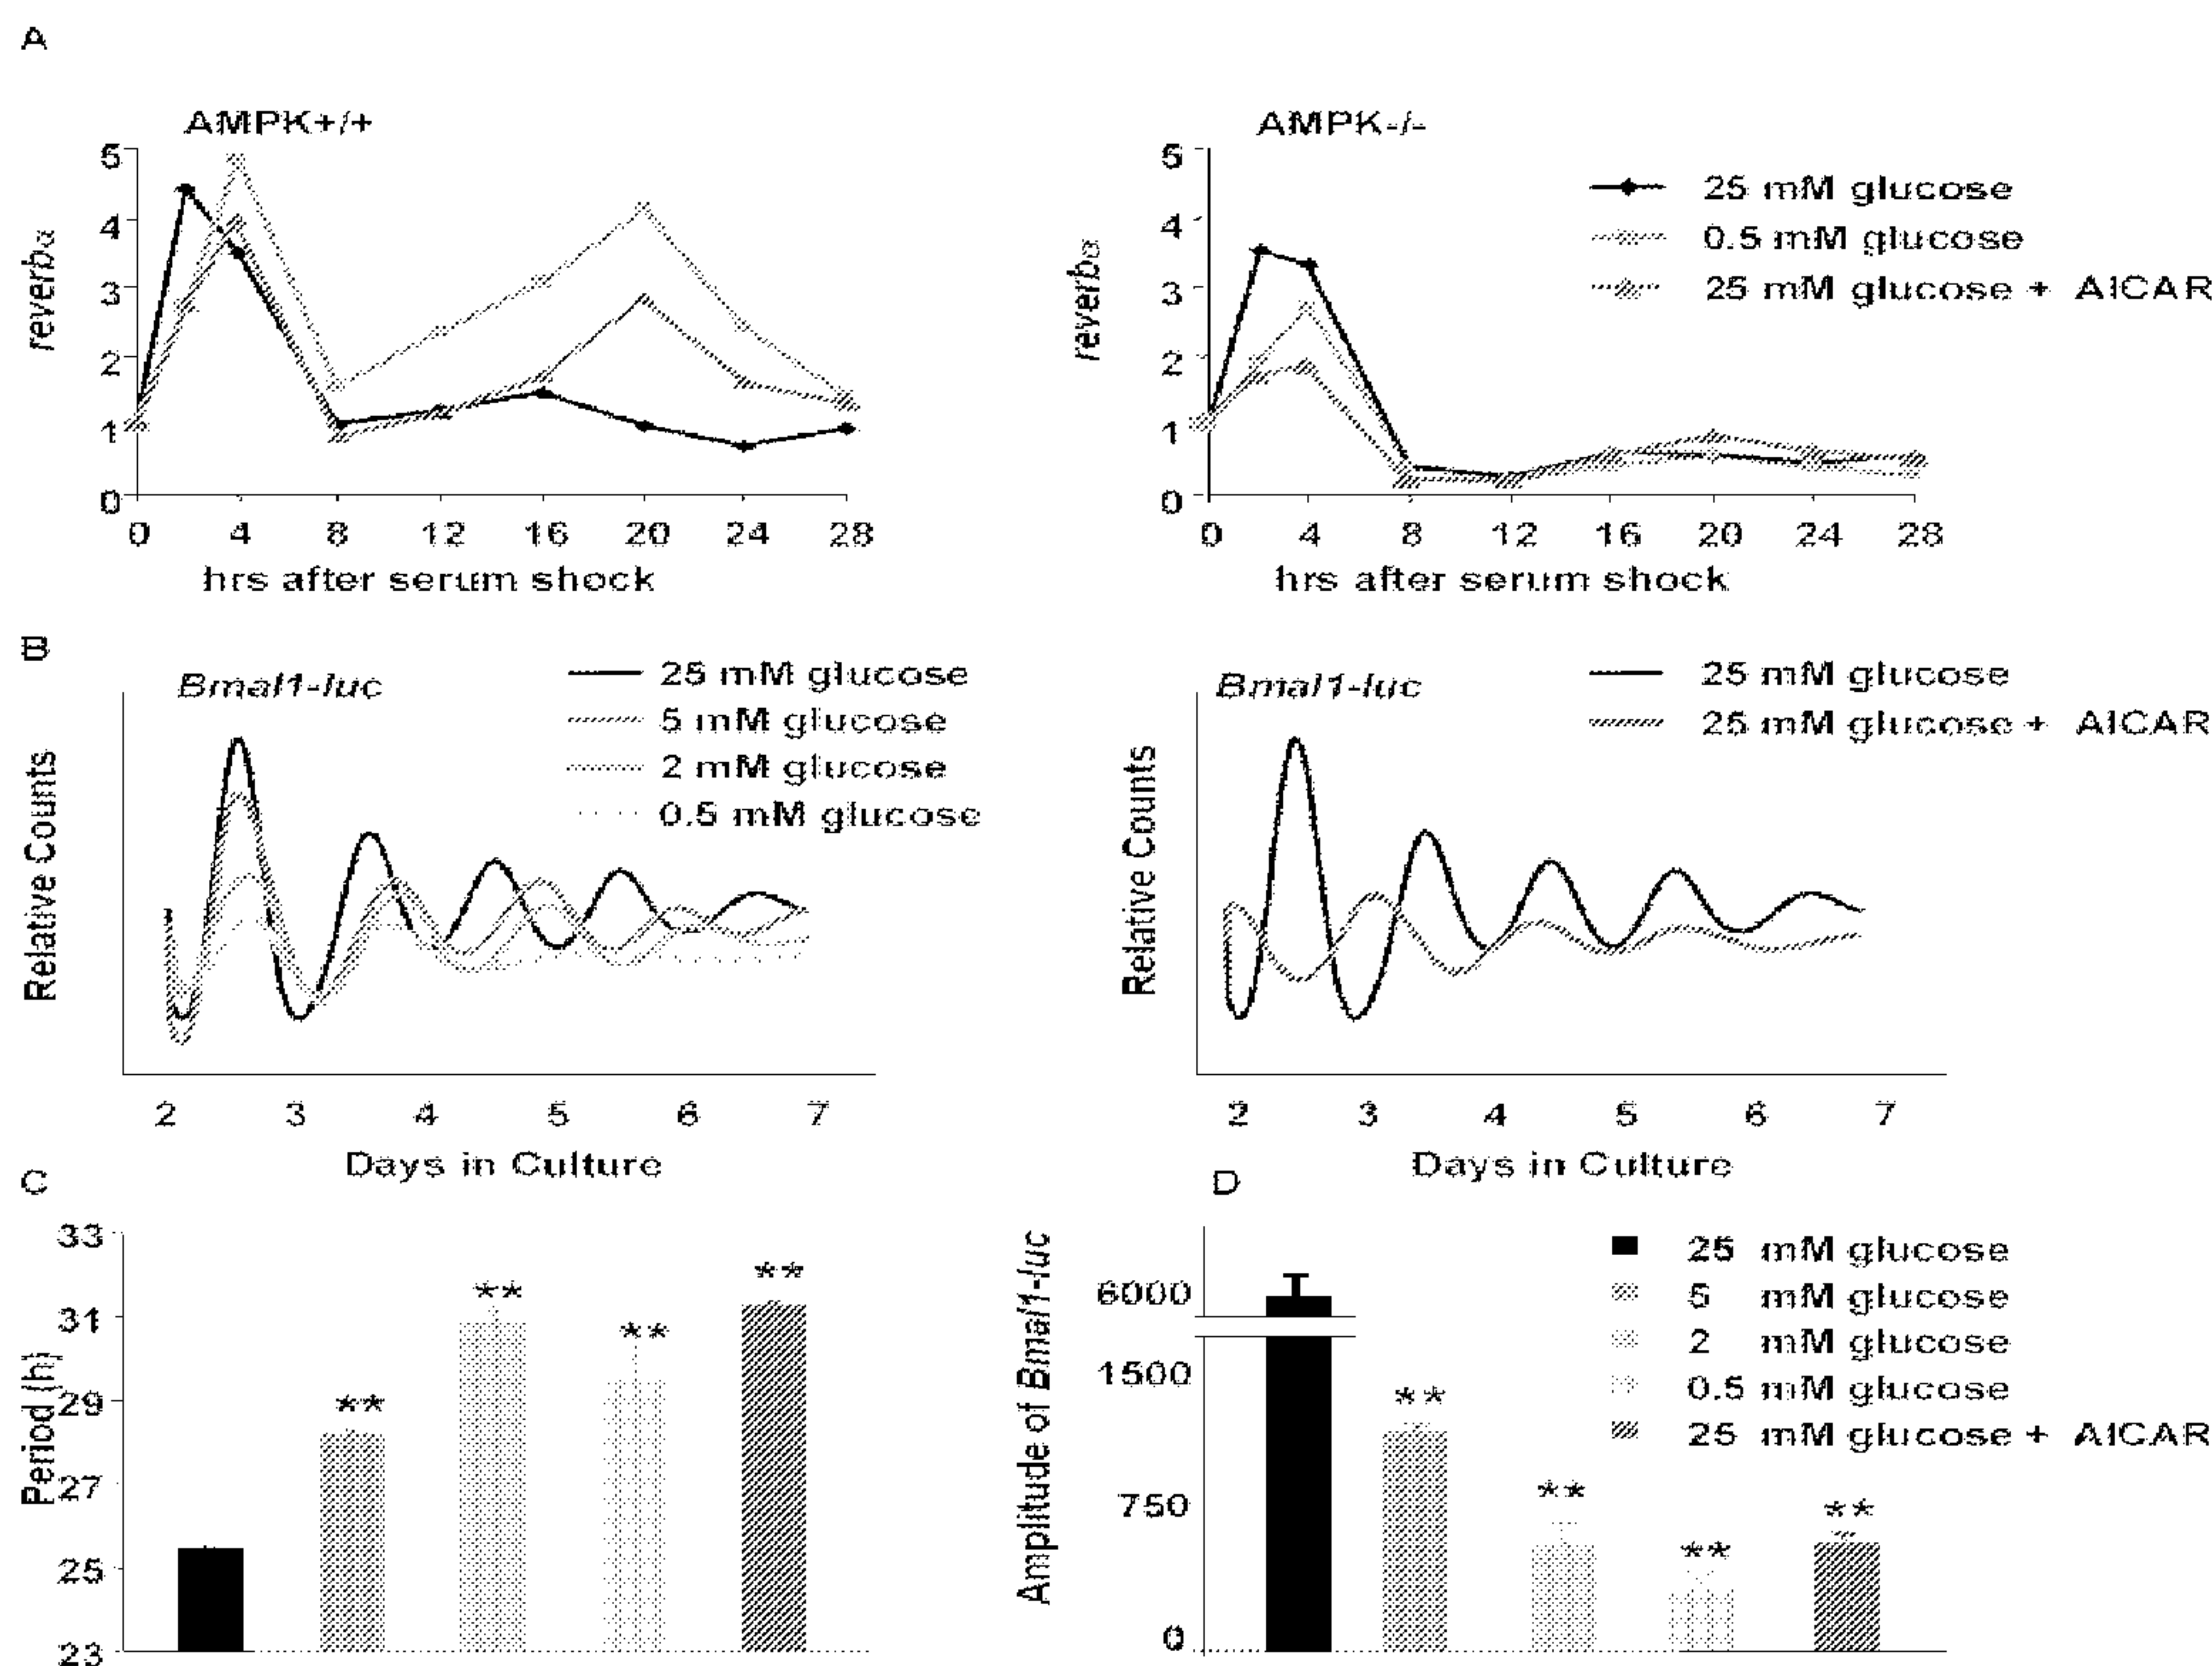 A
AMPK+/+
5
4
3
2
1
0
reverbα
0 4 8 12 16 20 24 28
hrs after serum shock
AMPK-/-
25 mM glucose
0.5 mM glucose
25 mM glucose + AICAR
5
4
3
2
1
0
reverbα
0 4 8 12 16 20 24 28
hrs after serum shock
B
Bmal1-luc
25 mM glucose
5 mM glucose
2 mM glucose
0.5 mM glucose
Relative Counts
2 3 4 5 6 7
Days in Culture
Bmal1-luc
25 mM glucose
25 mM glucose + AICAR
Relative Counts
2 3 4 5 6 7
Days in Culture
C
33
31
29
27
25
23
Period (h)
**
**
**
**
D
Amplitude of Bmal1-luc
6000
1500
750
0
**
**
**
**
25 mM glucose
5 mM glucose
2 mM glucose
0.5 mM glucose
25 mM glucose + AICAR